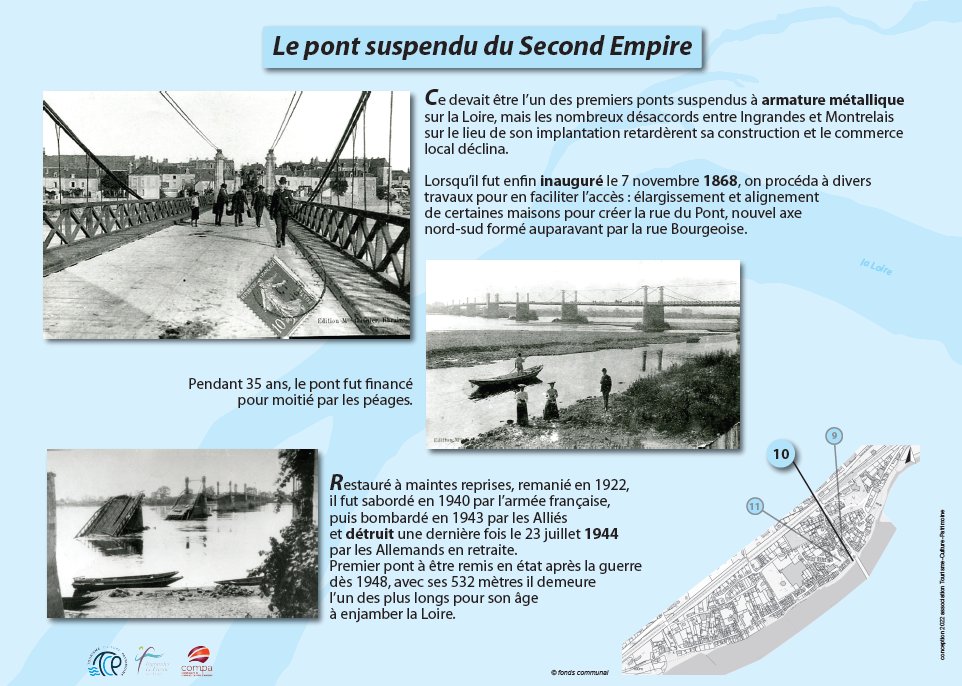 Le pont suspendu du Second Empire
Ce devait être l'un des premiers ponts suspendus à armature métallique
sur la Loire, mais les nombreux désaccords entre Ingrandes et Montrelais
sur le lieu de son implantation retardèrent sa construction et le commerce
local déclina.
Lorsqu'il fut enfin inauguré le 7 novembre 1868, on procéda à divers
travaux pour en faciliter l'accès : élargissement et alignement
de certaines maisons pour créer la rue du Pont, nouvel axe
nord-sud formé auparavant par la rue Bourgeoise.
la Loire
Edition
10
Pendant 35 ans, le pont fut financé
pour moitié par les péages.
Edition
9
10
11
Restauré à maintes reprises, remanié en 1922,
il fut sabordé en 1940 par l'armée française,
puis bombardé en 1943 par les Alliés
et détruit une dernière fois le 23 juillet 1944
par les Allemands en retraite.
Premier pont à être remis en état après la guerre
dès 1948, avec ses 532 mètres il demeure
l'un des plus longs pour son âge
à enjamber la Loire.
compa
© fonds communal
conception 2022 association Tourisme-Culture-Patrimoine